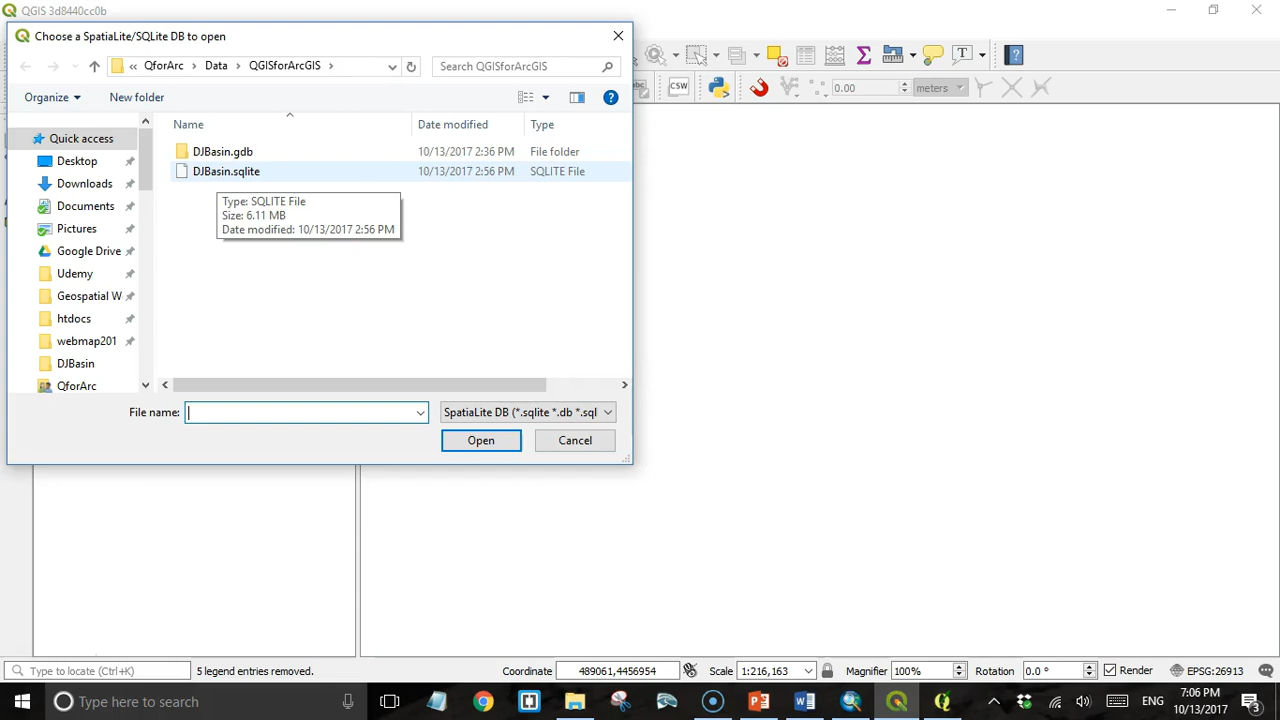 QGIS 3d8440cc0b
Choose a SpatiaLite/SQLite DB to open
« QforArc > Data > QGISforArcGIS >
Search QGISforArcGIS
Organize
New folder
Name
Date modified
Type
Quick access
Desktop
Downloads
Documents
Pictures
Google Drive
Udemy
Geospatial W
htdocs
webmap201
DJBasin
QforArc
DJBasin.gdb 10/13/2017 2:36 PM File folder
DJBasin.sqlite 10/13/2017 2:56 PM SQLITE File
Type: SQLITE File
Size: 6.11 MB
Date modified: 10/13/2017 2:56 PM
File name:
SpatiaLite DB (*.sqlite *.db *.sql
Open
Cancel
T
abc
CSW
0.00
meters
Type to locate (Ctrl+K)
5 legend entries removed.
Coordinate
489061,4456954
Scale
1:216,163
Magnifier
100%
Rotation
0.0 °
Render
EPSG:26913
Type here to search
ENG
7:06 PM
10/13/2017
3